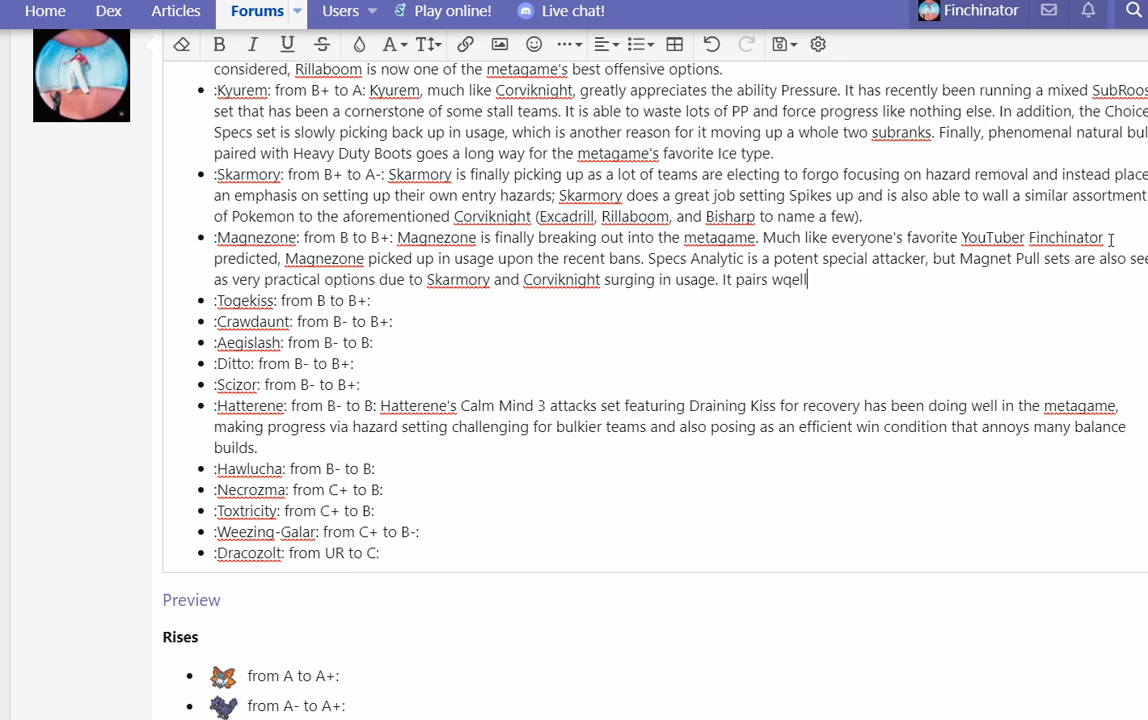 Home Dex Articles Forums Users Play online! Live chat! Finchinator
considered, Rillaboom is now one of the metagame's best offensive options.
:Kyurem: from B+ to A: Kyurem, much like Corviknight, greatly appreciates the ability Pressure. It has recently been running a mixed SubRoos
set that has been a cornerstone of some stall teams. It is able to waste lots of PP and force progress like nothing else. In addition, the Choice
Specs set is slowly picking back up in usage, which is another reason for it moving up a whole two subranks. Finally, phenomenal natural bul
paired with Heavy Duty Boots goes a long way for the metagame's favorite Ice type.
:Skarmory: from B+ to A-: Skarmory is finally picking up as a lot of teams are electing to forgo focusing on hazard removal and instead place
an emphasis on setting up their own entry hazards; Skarmory does a great job setting Spikes up and is also able to wall a similar assortment
of Pokemon to the aforementioned Corviknight (Excadrill, Rillaboom, and Bisharp to name a few).
:Magnezone: from B to B+: Magnezone is finally breaking out into the metagame. Much like everyone's favorite YouTuber Finchinator
predicted, Magnezone picked up in usage upon the recent bans. Specs Analytic is a potent special attacker, but Magnet Pull sets are also see
as very practical options due to Skarmory and Corviknight surging in usage. It pairs wqell
:Togekiss: from B to B+:
:Crawdaunt: from B- to B+:
:Aegislash: from B- to B:
:Ditto: from B- to B+:
:Scizor: from B- to B+:
:Hatterene: from B- to B: Hatterene's Calm Mind 3 attacks set featuring Draining Kiss for recovery has been doing well in the metagame,
making progress via hazard setting challenging for bulkier teams and also posing as an efficient win condition that annoys many balance
builds.
:Hawlucha: from B- to B:
:Necrozma: from C+ to B:
:Toxtricity: from C+ to B:
:Weezing-Galar: from C+ to B-:
:Dracozolt: from UR to C:
Preview
Rises
from A to A+:
from A- to A+: